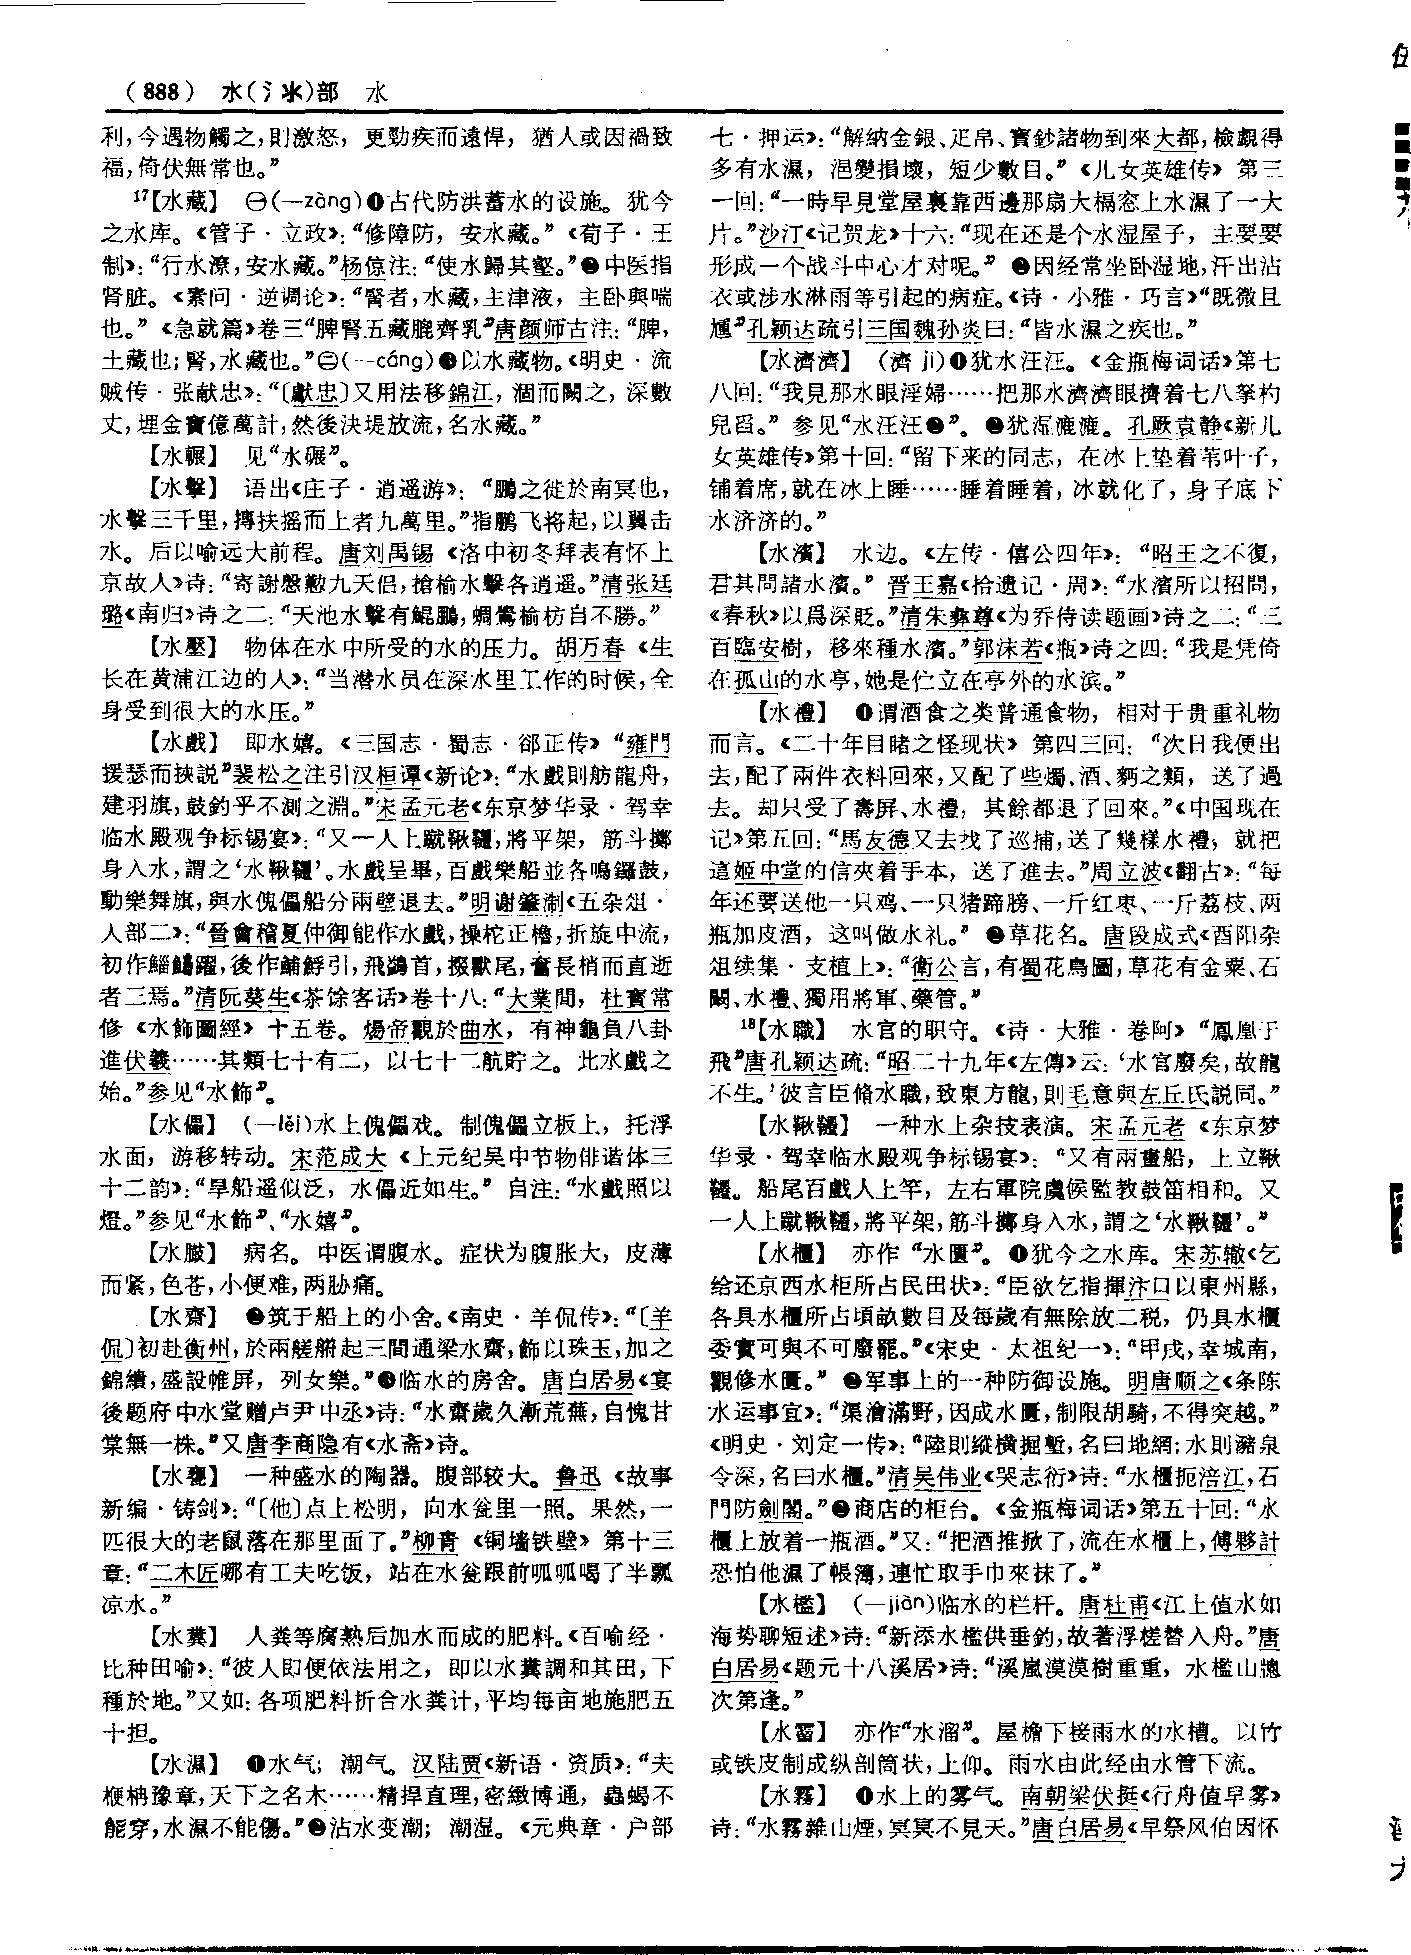 （888） 水(氵氺)部 水
利，今遇物觸之，則激怒，更勁疾而遠悍，猶人或因禍致
福，倚伏無常也。”
17【水藏】 ㊀(—zàng)❶古代防洪蓄水的设施。犹今
之水库。《管子·立政》：“修障防，安水藏。”《荀子·王
制》：“行水潦，安水藏。”杨倞注：“使水歸其壑。”❷中医指
肾脏。《素问·逆调论》：“腎者，水藏，主津液，主卧與喘
也。”《急就篇》卷三“脾腎五藏膍齊乳”唐颜师古注：“脾，
土藏也；腎，水藏也。”㊁(—cáng)❶以水藏物。《明史·流
贼传·张献忠》：“〔獻忠〕又用法移錦江，涸而闕之，深數
丈，埋金寶億萬計，然後決堤放流，名水藏。”
【水輾】 见“水碾”。
【水擊】 语出《庄子·逍遥游》：“鵬之徙於南冥也，
水擊三千里，摶扶摇而上者九萬里。”指鹏飞将起，以翼击
水。后以喻远大前程。唐刘禹锡《洛中初冬拜表有怀上
京故人》诗：“寄謝慇懃九天侣，搶榆水擊各逍遥。”清张廷
璐《南归》诗之二：“天池水擊有鯤鵬，蜩鷽榆枋自不勝。”
【水壓】 物体在水中所受的水的压力。胡万春《生
长在黄浦江边的人》：“当潜水员在深水里工作的时候，全
身受到很大的水压。”
【水戲】 即水嬉。《三国志·蜀志·郤正传》“雍門
援瑟而挾説”裴松之注引汉桓谭《新论》：“水戲則舫龍舟，
建羽旗，鼓釣乎不測之淵。”宋孟元老《东京梦华录·驾幸
临水殿观争标锡宴》：“又一人上蹴鞦韆，將平架，筋斗擲
身入水，謂之‘水鞦韆’。水戲呈畢，百戲樂船並各鳴鑼鼓，
動樂舞旗，與水傀儡船分兩壁退去。”明谢肇淛《五杂俎·
人部二》：“晉會稽夏仲御能作水戲，操柁正櫓，折旋中流，
初作鯔鱕躍，後作鯆䱐引，飛鷁首，掇獸尾，奮長梢而直逝
者三焉。”清阮葵生《茶馀客话》卷十八：“大業間，杜寳常
修《水飾圖經》十五卷。煬帝觀於曲水，有神龜負八卦
進伏羲……其類七十有二，以七十二航貯之。此水戲之
始。”参见“水飾”。
【水儡】 (—lěi)水上傀儡戏。制傀儡立板上，托浮
水面，游移转动。宋范成大《上元纪吴中节物俳谐体三
十二韵》：“旱船遥似泛，水儡近如生。”自注：“水戲照以
燈。”参见“水飾”、“水嬉”。
【水臌】 病名。中医谓腹水。症状为腹胀大，皮薄
而紧，色苍，小便难，两胁痛。
【水齋】 ❶筑于船上的小舍。《南史·羊侃传》：“〔羊
侃〕初赴衡州，於兩艖䑠起三間通梁水齋，飾以珠玉，加之
錦繢，盛設帷屏，列女樂。”❷临水的房舍。唐白居易《宴
後题府中水堂赠卢尹中丞》诗：“水齋歲久漸荒蕪，自愧甘
棠無一株。”又唐李商隐有《水斋》诗。
【水甕】 一种盛水的陶器。腹部较大。鲁迅《故事
新编·铸剑》：“〔他〕点上松明，向水瓮里一照。果然，一
匹很大的老鼠落在那里面了。”柳青《铜墙铁壁》第十三
章：“二木匠哪有工夫吃饭，站在水瓮跟前呱呱喝了半瓢
凉水。”
【水糞】 人粪等腐熟后加水而成的肥料。《百喻经·
比种田喻》：“彼人即便依法用之，即以水糞調和其田，下
種於地。”又如：各项肥料折合水粪计，平均每亩地施肥五
十担。
【水濕】 ❶水气；潮气。汉陆贾《新语·资质》：“夫
楩柟豫章，天下之名木……精捍直理，密緻博通，蟲蝎不
能穿，水濕不能傷。”❷沾水变潮；潮湿。《元典章·户部
七·押运》：“解納金銀、疋帛、寳鈔諸物到來大都，檢覷得
多有水濕，浥變損壞，短少數目。”《儿女英雄传》第三
一回：“一時早見堂屋裏靠西邊那扇大槅窓上水濕了一大
片。”沙汀《记贺龙》十六：“现在还是个水湿屋子，主要要
形成一个战斗中心才对呢。”❸因经常坐卧湿地，汗出沾
衣或涉水淋雨等引起的病症。《诗·小雅·巧言》“既微且
尰”孔颖达疏引三国魏孙炎曰：“皆水濕之疾也。”
【水濟濟】 (濟 jǐ)❶犹水汪汪。《金瓶梅词话》第七
八回：“我見那水眼淫婦……把那水濟濟眼擠着七八拏杓
兒舀。”参见“水汪汪❷”。❷犹湿漉漉。孔厥袁静《新儿
女英雄传》第十回：“留下来的同志，在冰上垫着苇叶子，
铺着席，就在冰上睡……睡着睡着，冰就化了，身子底下
水济济的。”
【水濱】 水边。《左传·僖公四年》：“昭王之不復，
君其問諸水濱。”晋王嘉《拾遗记·周》：“水濱所以招問，
《春秋》以爲深貶。”清朱彝尊《为乔侍读题画》诗之二：“三
百臨安樹，移來種水濱。”郭沫若《瓶》诗之四：“我是凭倚
在孤山的水亭，她是伫立在亭外的水滨。”
【水禮】 ❶谓酒食之类普通食物，相对于贵重礼物
而言。《二十年目睹之怪现状》第四三回：“次日我便出
去，配了兩件衣料回來，又配了些燭、酒、麪之類，送了過
去。却只受了壽屏、水禮，其餘都退了回來。”《中国现在
记》第五回：“馬友德又去找了巡捕，送了幾樣水禮，就把
這姬中堂的信夾着手本，送了進去。”周立波《翻古》：“每
年还要送他一只鸡、一只猪蹄膀、一斤红枣、一斤荔枝、两
瓶加皮酒，这叫做水礼。”❷草花名。唐段成式《酉阳杂
俎续集·支植上》：“衛公言，有蜀花鳥圖，草花有金粟、石
闞、水禮、獨用將軍、藥管。”
18【水職】 水官的职守。《诗·大雅·卷阿》“鳳凰于
飛”唐孔颖达疏：“昭二十九年《左傳》云：‘水官廢矣，故龍
不生。’彼言臣脩水職，致東方龍，則毛意與左丘氏説同。”
【水鞦韆】 一种水上杂技表演。宋孟元老《东京梦
华录·驾幸临水殿观争标锡宴》：“又有兩畫船，上立鞦
韆。船尾百戲人上竿，左右軍院虞候監教鼓笛相和。又
一人上蹴鞦韆，將平架，筋斗擲身入水，謂之‘水鞦韆’。”
【水櫃】 亦作“水匱”。❶犹今之水库。宋苏辙《乞
给还京西水柜所占民田状》：“臣欲乞指揮汴口以東州縣，
各具水櫃所占頃畝數目及每歲有無除放二税，仍具水櫃
委實可與不可廢罷。”《宋史·太祖纪一》：“甲戌，幸城南，
觀修水匱。”❷军事上的一种防御设施。明唐顺之《条陈
水运事宜》：“渠澮滿野，因成水匱，制限胡騎，不得突越。”
《明史·刘定一传》：“陸則縱横掘塹，名曰地網；水則瀦泉
令深，名曰水櫃。”清吴伟业《哭志衍》诗：“水櫃扼涪江，石
門防劍閣。”❸商店的柜台。《金瓶梅词话》第五十回：“水
櫃上放着一瓶酒。”又：“把酒推掀了，流在水櫃上，傅夥計
恐怕他濕了帳簿，連忙取手巾來抹了。”
【水檻】 (—jiàn)临水的栏杆。唐杜甫《江上值水如
海势聊短述》诗：“新添水檻供垂釣，故著浮槎替入舟。”唐
白居易《题元十八溪居》诗：“溪嵐漠漠樹重重，水檻山牕
次第逢。”
【水霤】 亦作“水溜”。屋檐下接雨水的水槽。以竹
或铁皮制成纵剖筒状，上仰。雨水由此经由水管下流。
【水霧】 ❶水上的雾气。南朝梁伏挺《行舟值早雾》
诗：“水霧雜山煙，冥冥不見天。”唐白居易《早祭风伯因怀